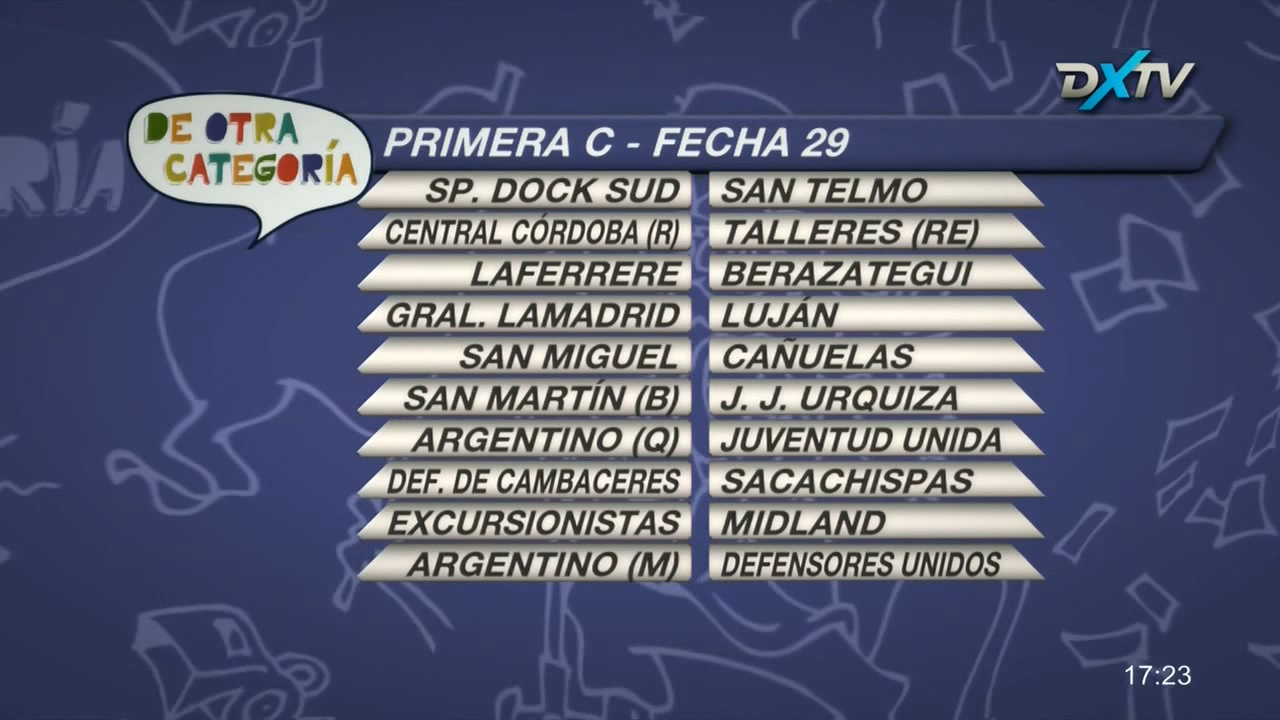 DXTV
DE OTRA
CATEGORÍA
PRIMERA C - FECHA 29
SP. DOCK SUD SAN TELMO
CENTRAL CÓRDOBA (R) TALLERES (RE)
LAFERRERE BERAZATEGUI
GRAL. LAMADRID LUJÁN
SAN MIGUEL CAÑUELAS
SAN MARTÍN (B) J. J. URQUIZA
ARGENTINO (Q) JUVENTUD UNIDA
DEF. DE CAMBACERES SACACHISPAS
EXCURSIONISTAS MIDLAND
ARGENTINO (M) DEFENSORES UNIDOS
17:23